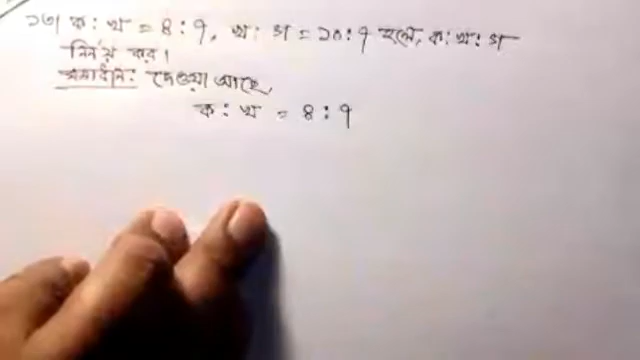 ১৩। ক : খ = ৪ : ৭, খ : গ = ১০ : ৭ হলে, ক : খ : গ
নির্ণয় কর।
সমাধান: দেওয়া আছে,
ক : খ = ৪ : ৭